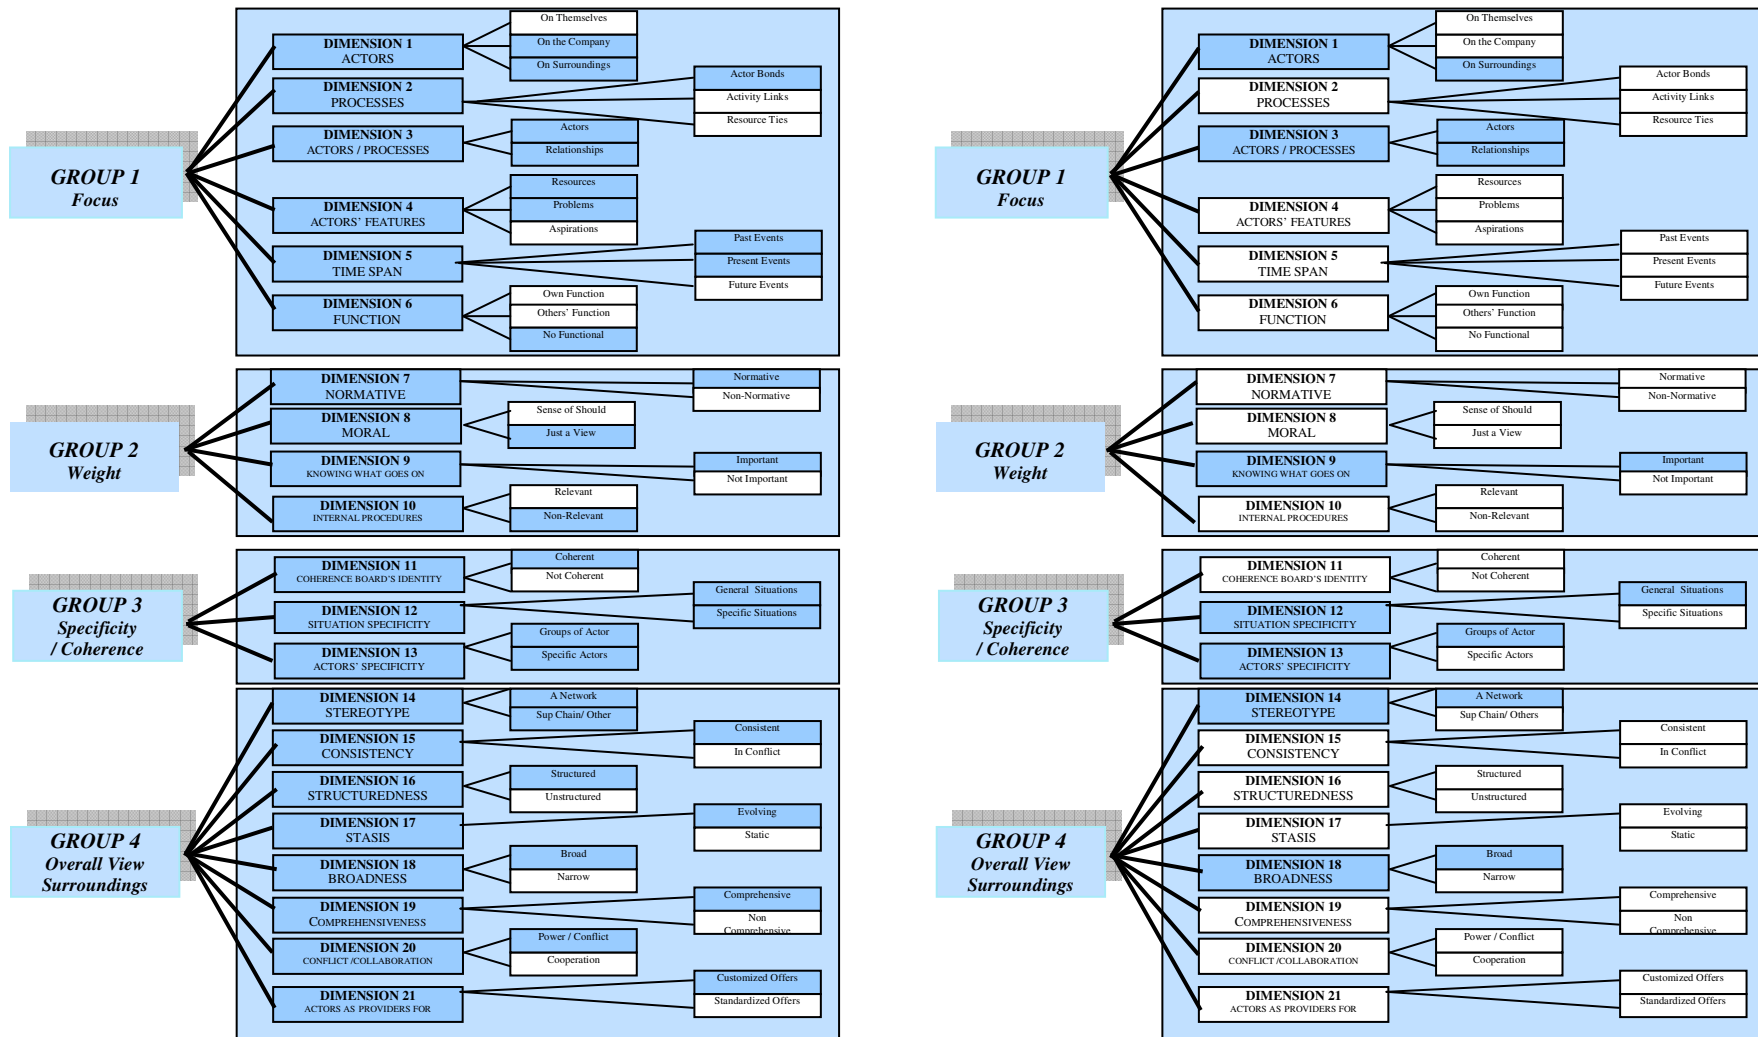 GROUP 1
Focus
DIMENSION 1
ACTORS
On Themselves
On the Company
On Surroundings
DIMENSION 2
PROCESSES
Actor Bonds
Activity Links
Resource Ties
DIMENSION 3
ACTORS / PROCESSES
Actors
Relationships
DIMENSION 4
ACTORS' FEATURES
Resources
Problems
Aspirations
DIMENSION 5
TIME SPAN
Past Events
Present Events
Future Events
DIMENSION 6
FUNCTION
Own Function
Others' Function
No Functional
GROUP 2
Weight
DIMENSION 7
NORMATIVE
Normative
Non-Normative
DIMENSION 8
MORAL
Sense of Should
Just a View
DIMENSION 9
KNOWING WHAT GOES ON
Important
Not Important
DIMENSION 10
INTERNAL PROCEDURES
Relevant
Non-Relevant
GROUP 3
Specificity
/ Coherence
DIMENSION 11
COHERENCE BOARD'S IDENTITY
Coherent
Not Coherent
DIMENSION 12
SITUATION SPECIFICITY
General Situations
Specific Situations
DIMENSION 13
ACTORS' SPECIFICITY
Groups of Actor
Specific Actors
GROUP 4
Overall View
Surroundings
DIMENSION 14
STEREOTYPE
A Network
Sup Chain/ Other
DIMENSION 15
CONSISTENCY
Consistent
In Conflict
DIMENSION 16
STRUCTUREDNESS
Structured
Unstructured
DIMENSION 17
STASIS
Evolving
Static
DIMENSION 18
BROADNESS
Broad
Narrow
DIMENSION 19
COMPREHENSIVENESS
Comprehensive
Non
Comprehensive
DIMENSION 20
CONFLICT /COLLABORATION
Power / Conflict
Cooperation
DIMENSION 21
ACTORS AS PROVIDERS FOR
Customized Offers
Standardized Offers
GROUP 1
Focus
DIMENSION 1
ACTORS
On Themselves
On the Company
On Surroundings
DIMENSION 2
PROCESSES
Actor Bonds
Activity Links
Resource Ties
DIMENSION 3
ACTORS / PROCESSES
Actors
Relationships
DIMENSION 4
ACTORS' FEATURES
Resources
Problems
Aspirations
DIMENSION 5
TIME SPAN
Past Events
Present Events
Future Events
DIMENSION 6
FUNCTION
Own Function
Others' Function
No Functional
GROUP 2
Weight
DIMENSION 7
NORMATIVE
Normative
Non-Normative
DIMENSION 8
MORAL
Sense of Should
Just a View
DIMENSION 9
KNOWING WHAT GOES ON
Important
Not Important
DIMENSION 10
INTERNAL PROCEDURES
Relevant
Non-Relevant
GROUP 3
Specificity
/ Coherence
DIMENSION 11
COHERENCE BOARD'S IDENTITY
Coherent
Not Coherent
DIMENSION 12
SITUATION SPECIFICITY
General Situations
Specific Situations
DIMENSION 13
ACTORS' SPECIFICITY
Groups of Actor
Specific Actors
GROUP 4
Overall View
Surroundings
DIMENSION 14
STEREOTYPE
A Network
Sup Chain/ Others
DIMENSION 15
CONSISTENCY
Consistent
In Conflict
DIMENSION 16
STRUCTUREDNESS
Structured
Unstructured
DIMENSION 17
STASIS
Evolving
Static
DIMENSION 18
BROADNESS
Broad
Narrow
DIMENSION 19
COMPREHENSIVENESS
Comprehensive
Non
Comprehensive
DIMENSION 20
CONFLICT /COLLABORATION
Power / Conflict
Cooperation
DIMENSION 21
ACTORS AS PROVIDERS FOR
Customized Offers
Standardized Offers